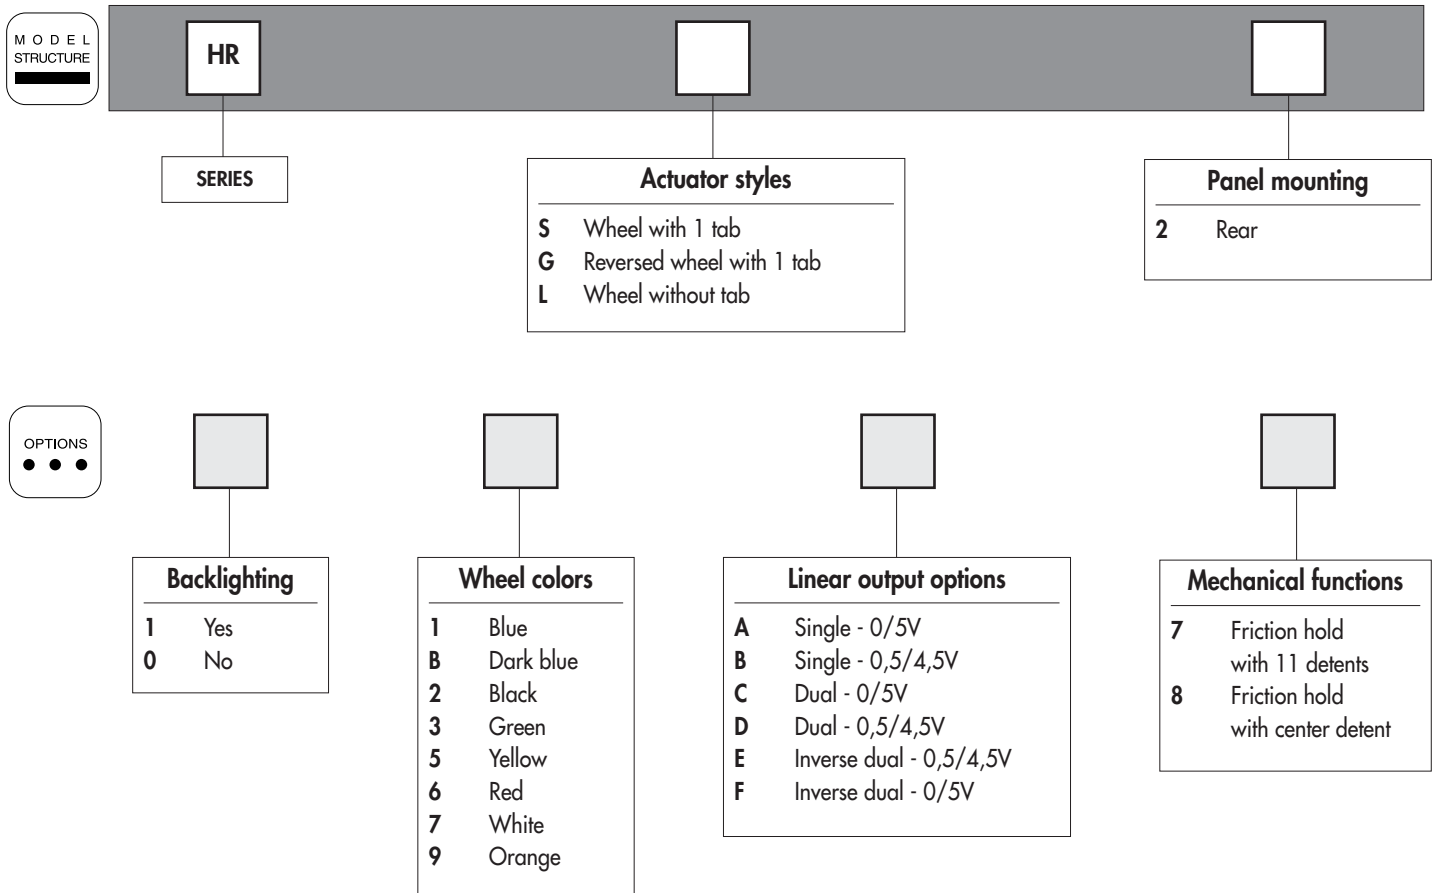 MODEL
STRUCTURE
HR
SERIES
Actuator styles
S Wheel with 1 tab
G Reversed wheel with 1 tab
L Wheel without tab
Panel mounting
2 Rear
OPTIONS
Backlighting
1 Yes
0 No
Wheel colors
1 Blue
B Dark blue
2 Black
3 Green
5 Yellow
6 Red
7 White
9 Orange
Linear output options
A Single - 0/5V
B Single - 0,5/4,5V
C Dual - 0/5V
D Dual - 0,5/4,5V
E Inverse dual - 0,5/4,5V
F Inverse dual - 0/5V
Mechanical functions
7 Friction hold
with 11 detents
8 Friction hold
with center detent